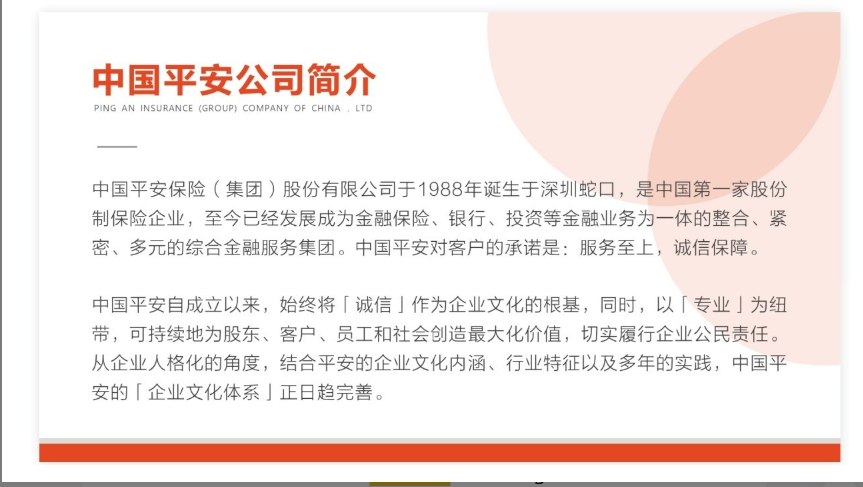 中国平安公司简介
PING AN INSURANCE (GROUP) COMPANY OF CHINA . LTD
中国平安保险（集团）股份有限公司于1988年诞生于深圳蛇口，是中国第一家股份
制保险企业，至今已经发展成为金融保险、银行、投资等金融业务为一体的整合、紧
密、多元的综合金融服务集团。中国平安对客户的承诺是：服务至上，诚信保障。
中国平安自成立以来，始终将「诚信」作为企业文化的根基，同时，以「专业」为纽
带，可持续地为股东、客户、员工和社会创造最大化价值，切实履行企业公民责任。
从企业人格化的角度，结合平安的企业文化内涵、行业特征以及多年的实践，中国平
安的「企业文化体系」正日趋完善。